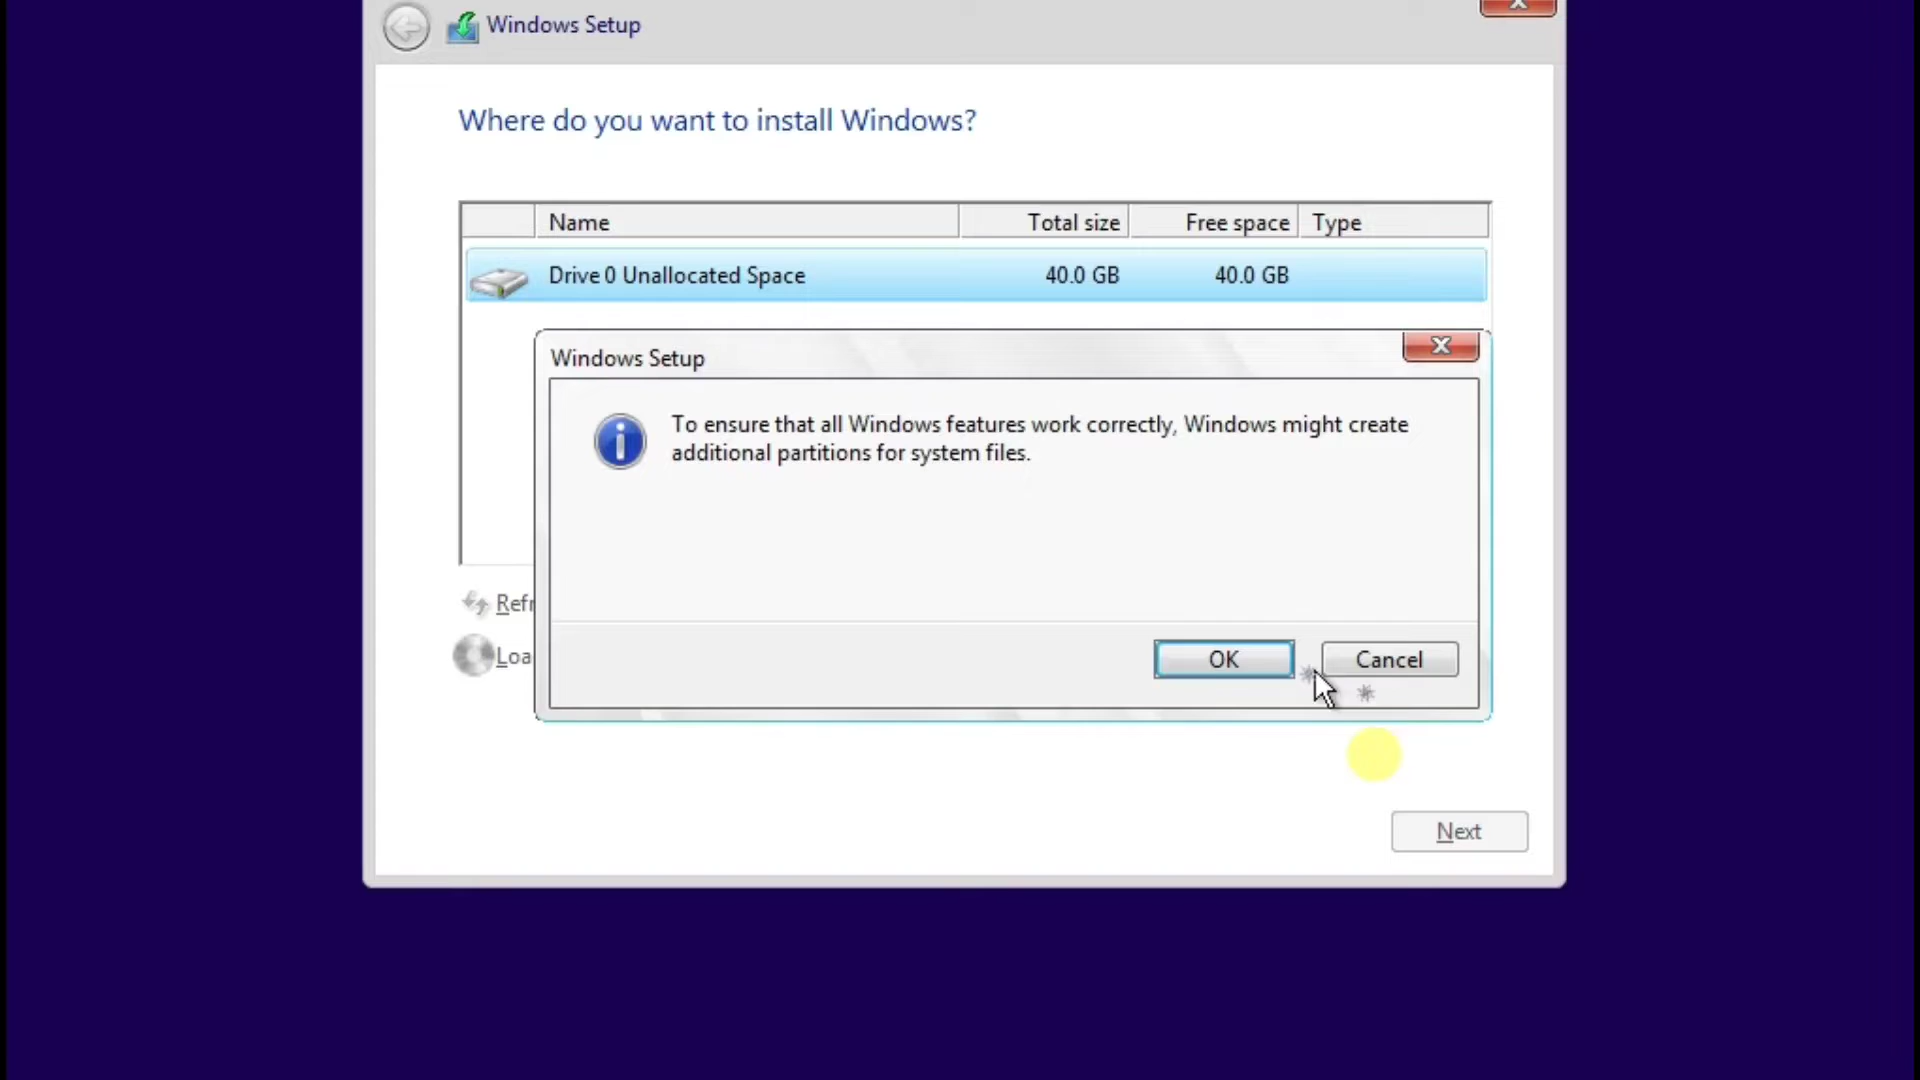 Windows Setup
Where do you want to install Windows?
Name Total size Free space Type
Drive 0 Unallocated Space 40.0 GB 40.0 GB
Windows Setup
To ensure that all Windows features work correctly, Windows might create
additional partitions for system files.
Refr
Loa
OK Cancel
Next